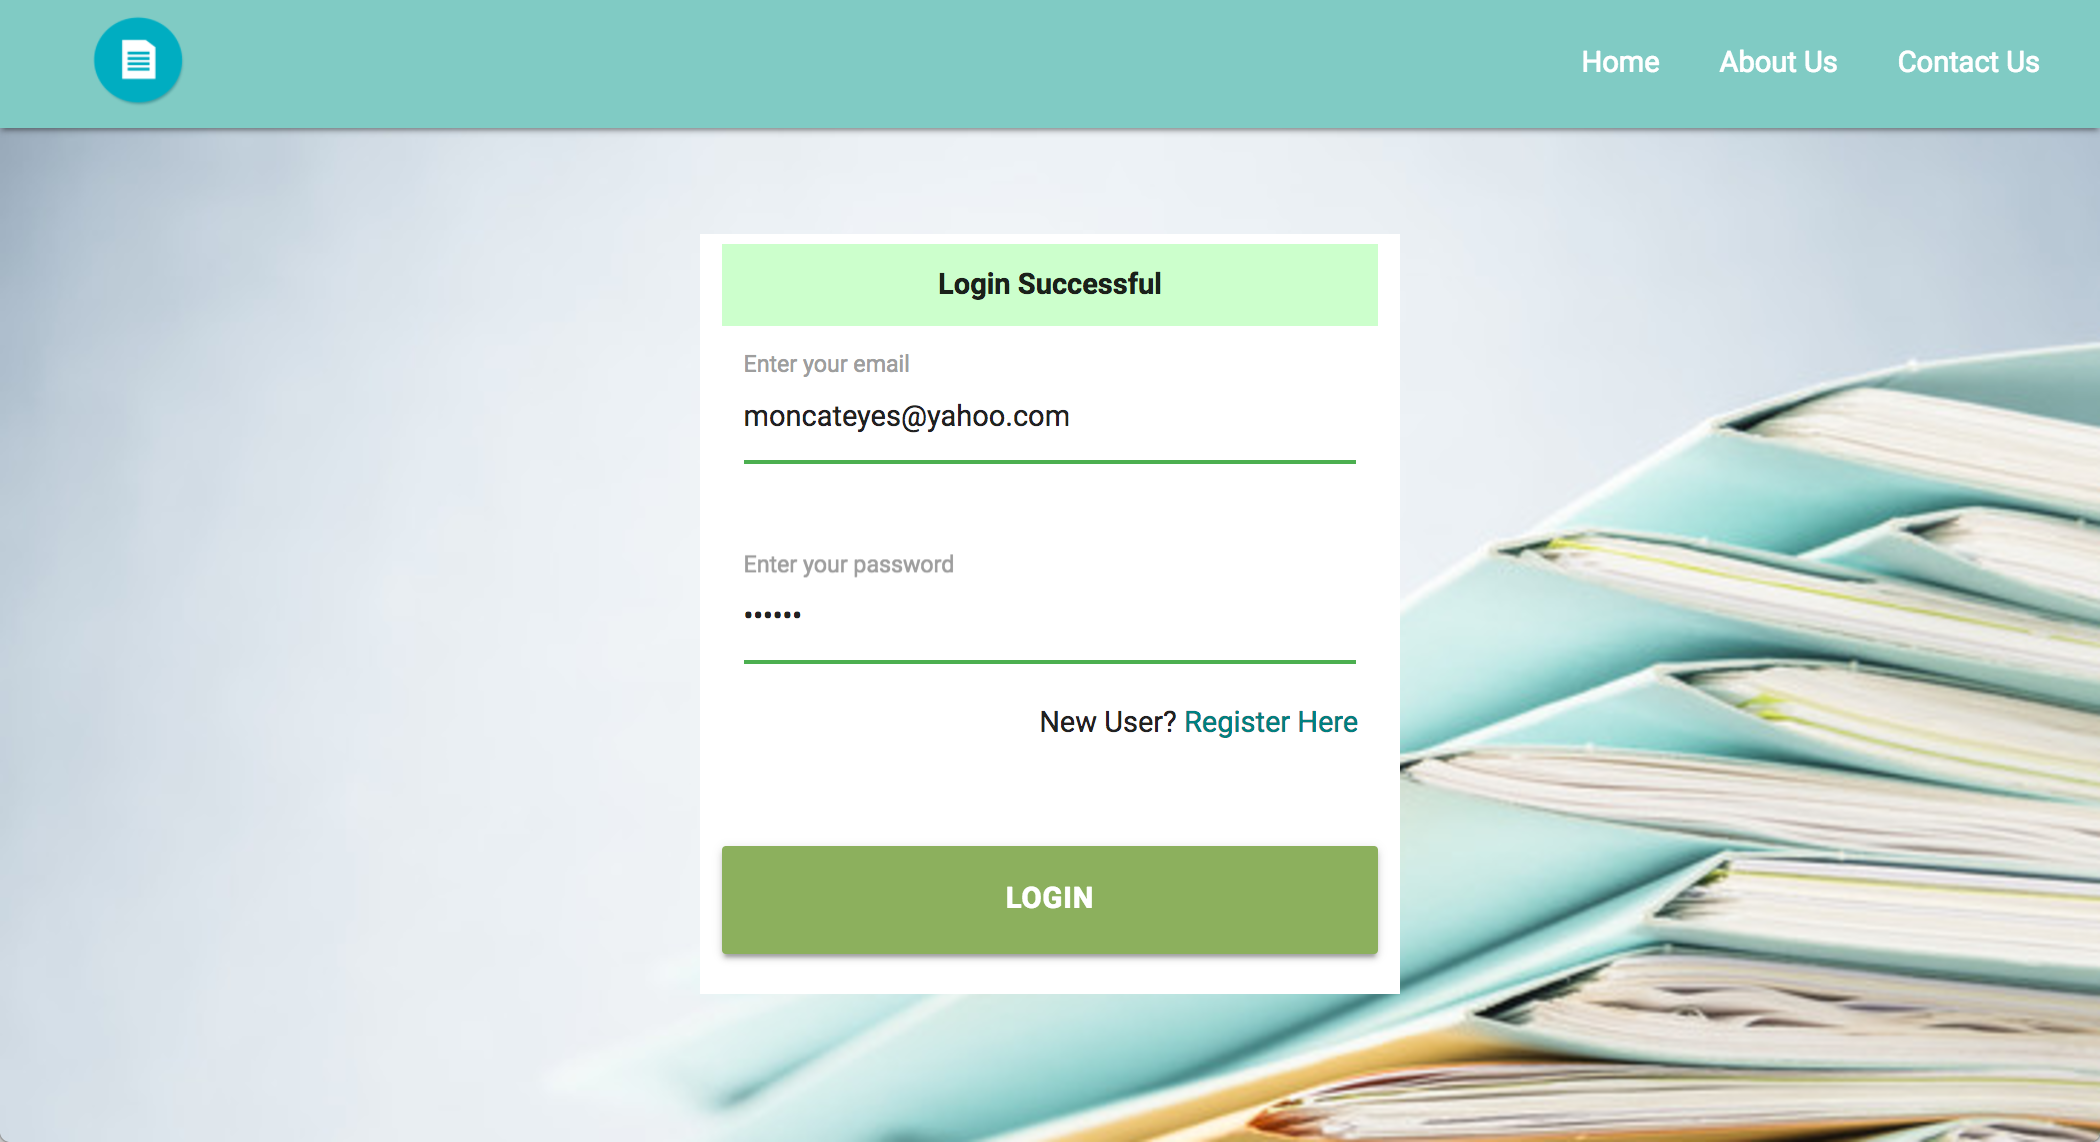 Home About Us Contact Us
Login Successful
Enter your email
moncateyes@yahoo.com
Enter your password
••••••
New User? Register Here
LOGIN